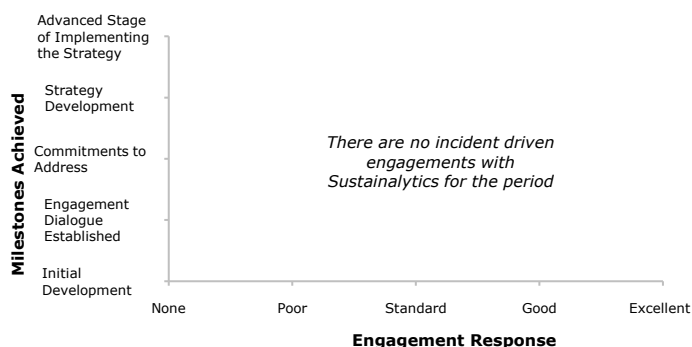 Advanced Stage
of Implementing
the Strategy
Strategy
Development
Commitments to
Address
Engagement
Dialogue
Established
Initial
Development
Milestones Achieved
There are no incident driven
engagements with
Sustainalytics for the period
None
Poor
Standard
Good
Excellent
Engagement Response